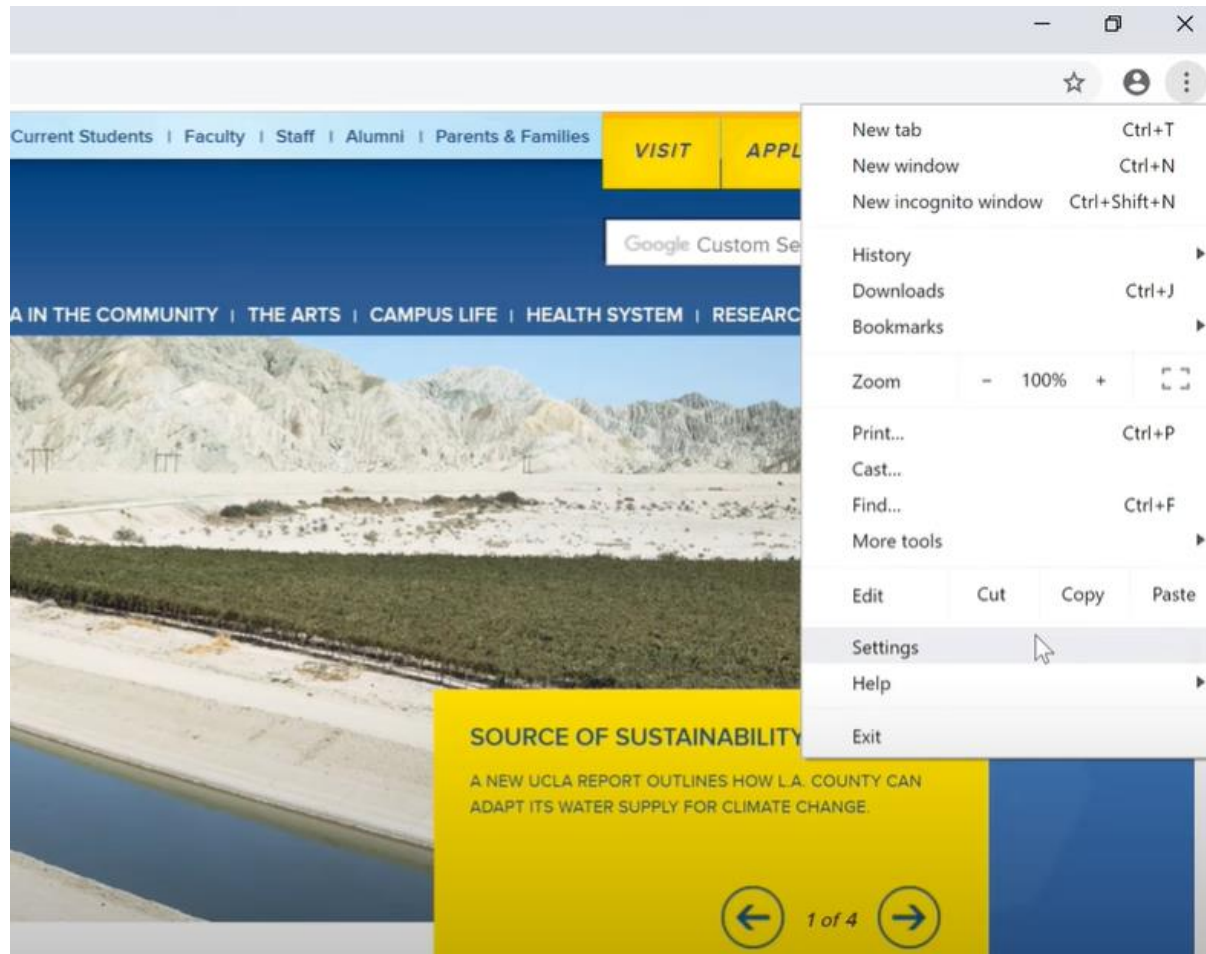 Current Students | Faculty | Staff | Alumni | Parents & Families
VISIT
Google Custom
A IN THE COMMUNITY | THE ARTS | CAMPUS LIFE | HEALTH SYSTEM |
SOURCE OF SUSTAINABILITY
A NEW UCLA REPORT OUTLINES HOW L.A. COUNTY CAN
ADAPT ITS WATER SUPPLY FOR CLIMATE CHANGE.
1 of 4
New tab Ctrl+T
New window Ctrl+N
New incognito window Ctrl+Shift+N
History
Downloads Ctrl+J
Bookmarks
Zoom - 100% +
Print... Ctrl+P
Cast...
Find... Ctrl+F
More tools
Edit Cut Copy Paste
Settings
Help
Exit